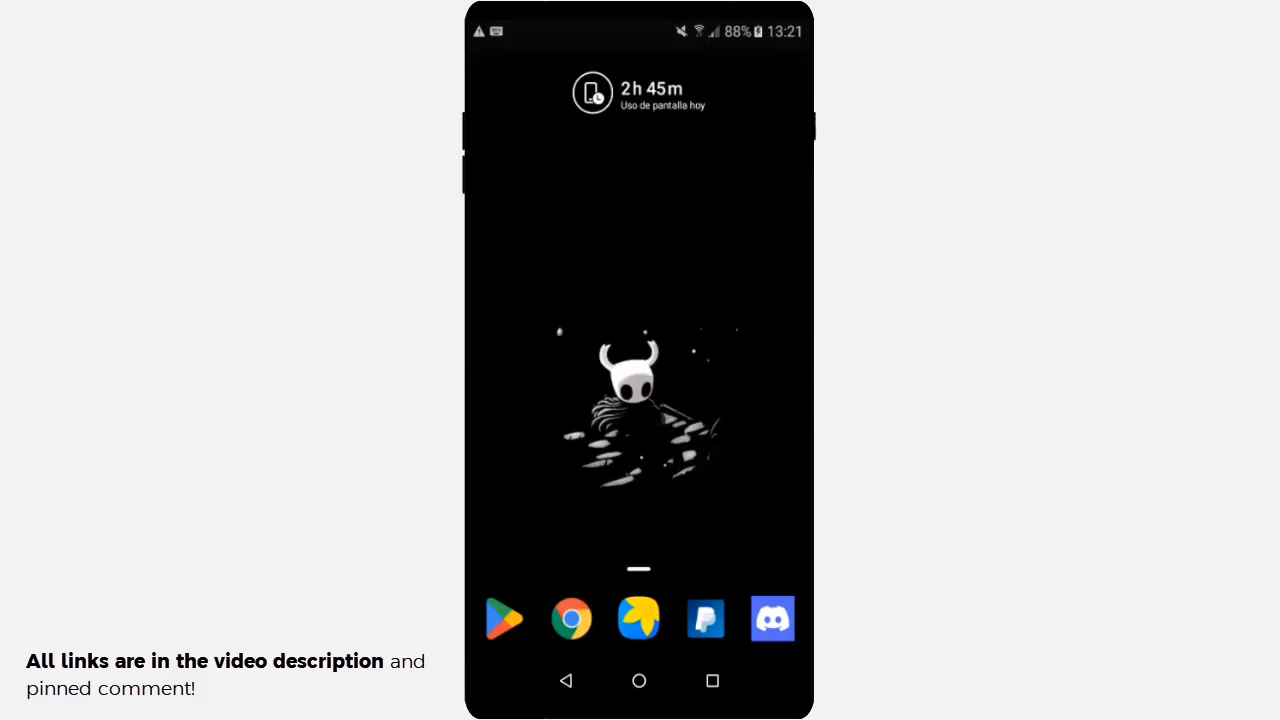 88% 13:21
2h 45m
Uso de pantalla hoy
All links are in the video description and
pinned comment!